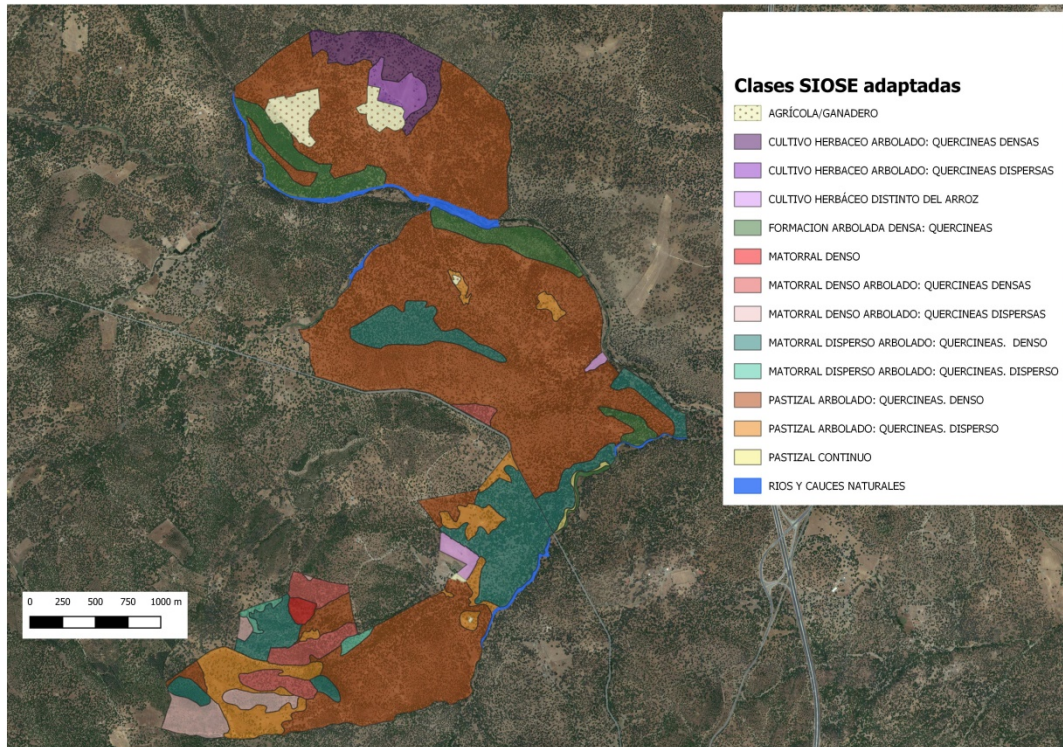 Clases SIOSE adaptadas
AGRÍCOLA/GANADERO
CULTIVO HERBACEO ARBOLADO: QUERCINEAS DENSAS
CULTIVO HERBACEO ARBOLADO: QUERCINEAS DISPERSAS
CULTIVO HERBÁCEO DISTINTO DEL ARROZ
FORMACION ARBOLADA DENSA: QUERCINEAS
MATORRAL DENSO
MATORRAL DENSO ARBOLADO: QUERCINEAS DENSAS
MATORRAL DENSO ARBOLADO: QUERCINEAS DISPERSAS
MATORRAL DISPERSO ARBOLADO: QUERCINEAS. DENSO
MATORRAL DISPERSO ARBOLADO: QUERCINEAS. DISPERSO
PASTIZAL ARBOLADO: QUERCINEAS. DENSO
PASTIZAL ARBOLADO: QUERCINEAS. DISPERSO
PASTIZAL CONTINUO
RIOS Y CAUCES NATURALES
0 250 500 750 1000 m